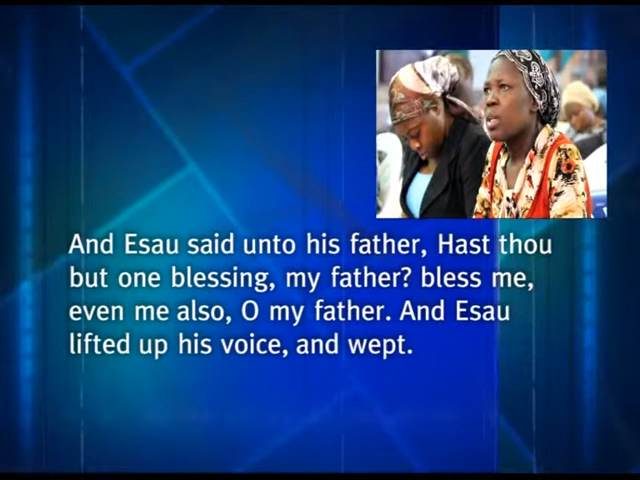 And Esau said unto his father, Hast thou
but one blessing, my father? bless me,
even me also, O my father. And Esau
lifted up his voice, and wept.